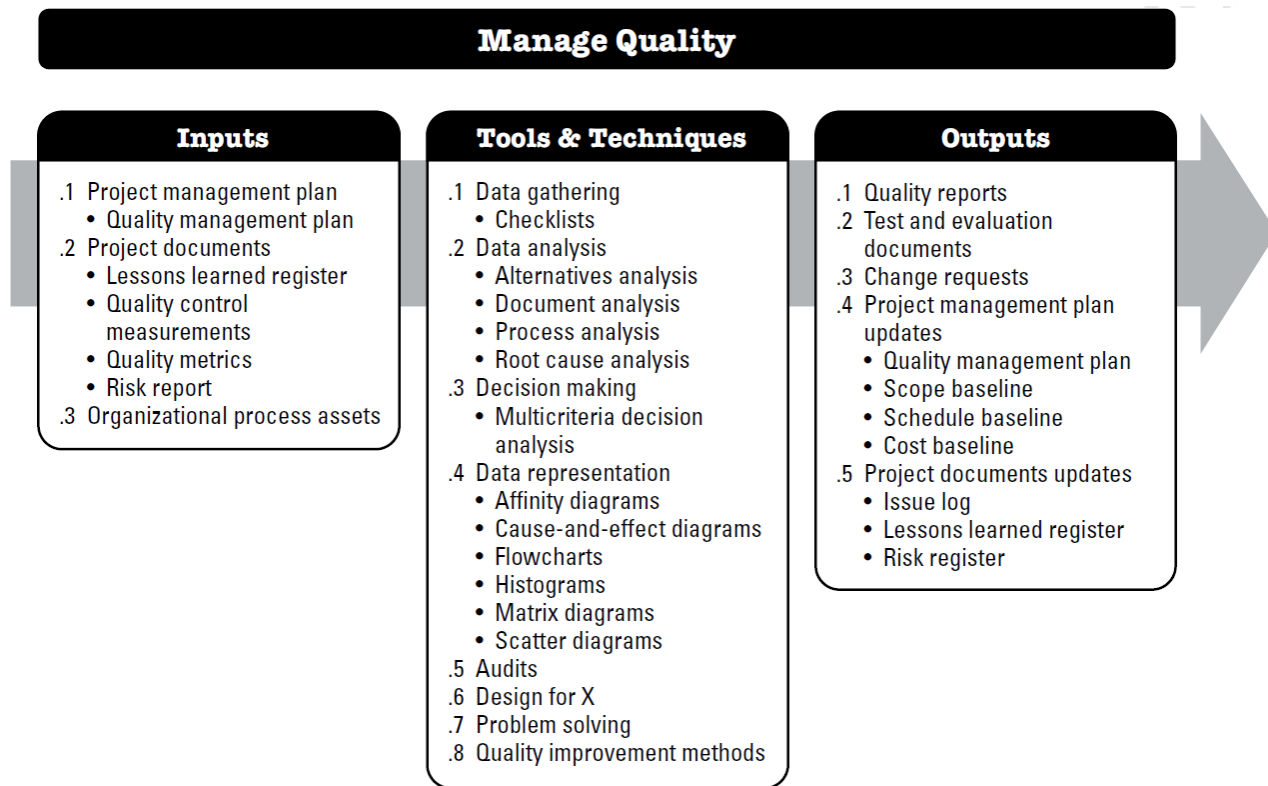 Manage Quality
Inputs
.1 Project management plan
• Quality management plan
.2 Project documents
• Lessons learned register
• Quality control
measurements
• Quality metrics
• Risk report
.3 Organizational process assets
Tools & Techniques
.1 Data gathering
• Checklists
.2 Data analysis
• Alternatives analysis
• Document analysis
• Process analysis
• Root cause analysis
.3 Decision making
• Multicriteria decision
analysis
.4 Data representation
• Affinity diagrams
• Cause-and-effect diagrams
• Flowcharts
• Histograms
• Matrix diagrams
• Scatter diagrams
.5 Audits
.6 Design for X
.7 Problem solving
.8 Quality improvement methods
Outputs
.1 Quality reports
.2 Test and evaluation
documents
.3 Change requests
.4 Project management plan
updates
• Quality management plan
• Scope baseline
• Schedule baseline
• Cost baseline
.5 Project documents updates
• Issue log
• Lessons learned register
• Risk register